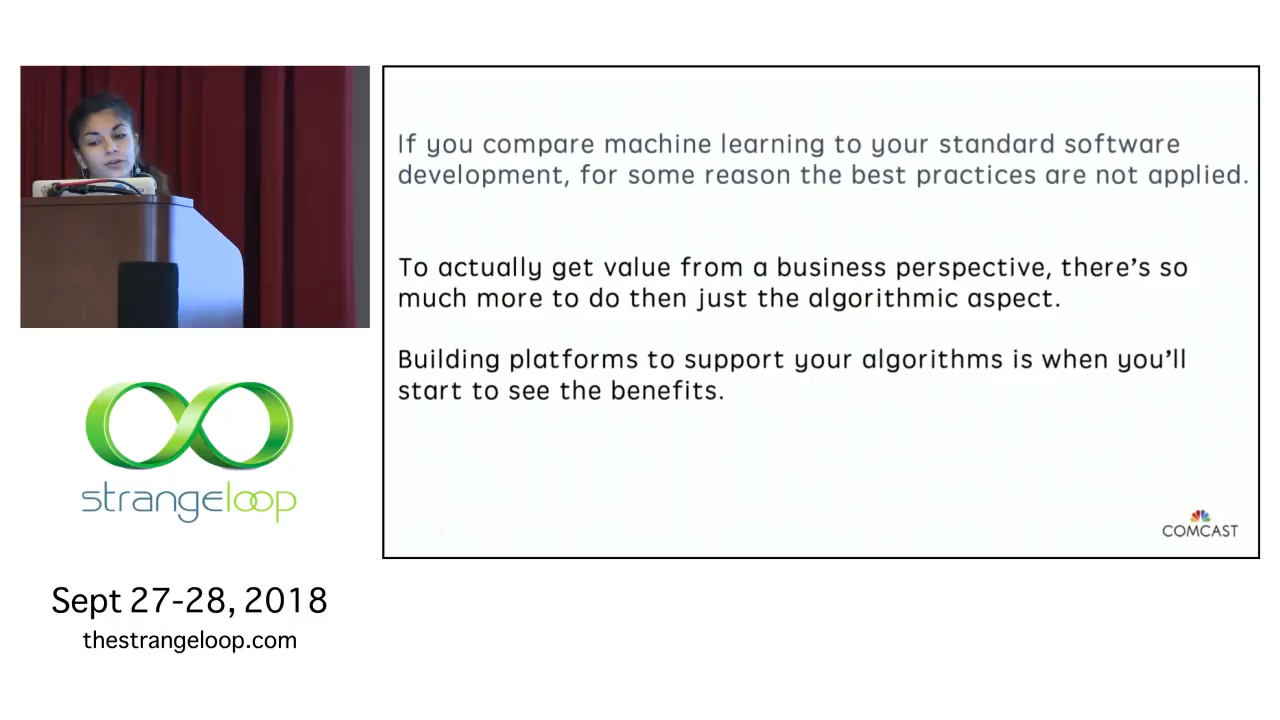 If you compare machine learning to your standard software
development, for some reason the best practices are not applied.
To actually get value from a business perspective, there's so
much more to do then just the algorithmic aspect.
Building platforms to support your algorithms is when you'll
start to see the benefits.
COMCAST
strangeloop
Sept 27-28, 2018
thestrangeloop.com